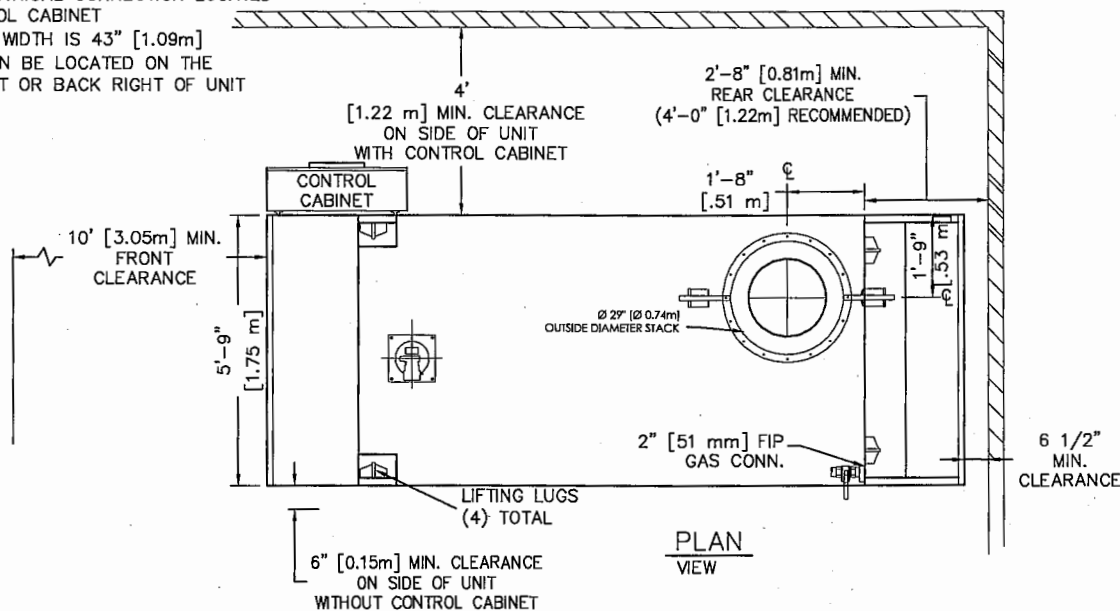 OL CABINET
WIDTH IS 43" [1.09m]
N BE LOCATED ON THE
T OR BACK RIGHT OF UNIT
4'
[1.22 m] MIN. CLEARANCE
ON SIDE OF UNIT
WITH CONTROL CABINET
2'-8" [0.81m] MIN.
REAR CLEARANCE
(4'-0" [1.22m] RECOMMENDED)
CONTROL
CABINET
1'-8"
[.51 m]
℄
10' [3.05m] MIN.
FRONT
CLEARANCE
1'-9"
[.53 m]
℄
5'-9"
[1.75 m]
Ø 29" (Ø 0.74m)
OUTSIDE DIAMETER STACK
2" [51 mm] FIP
GAS CONN.
6 1/2"
MIN.
CLEARANCE
LIFTING LUGS
(4) TOTAL
PLAN
VIEW
6" [0.15m] MIN. CLEARANCE
ON SIDE OF UNIT
WITHOUT CONTROL CABINET